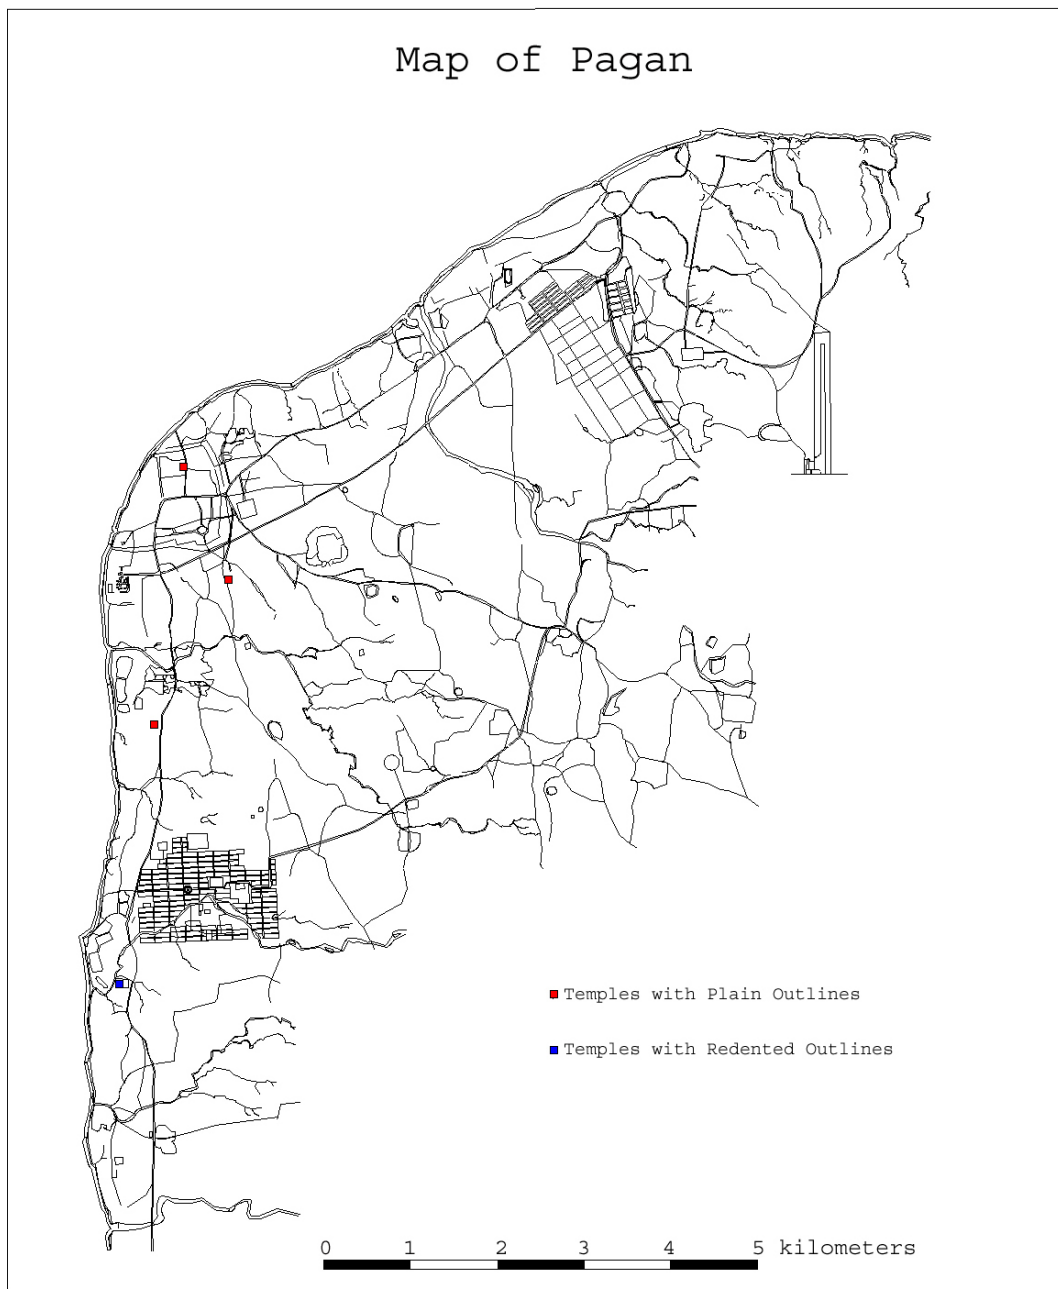 Map of Pagan
Temples with Plain Outlines
Temples with Redented Outlines
0 1 2 3 4 5 kilometers